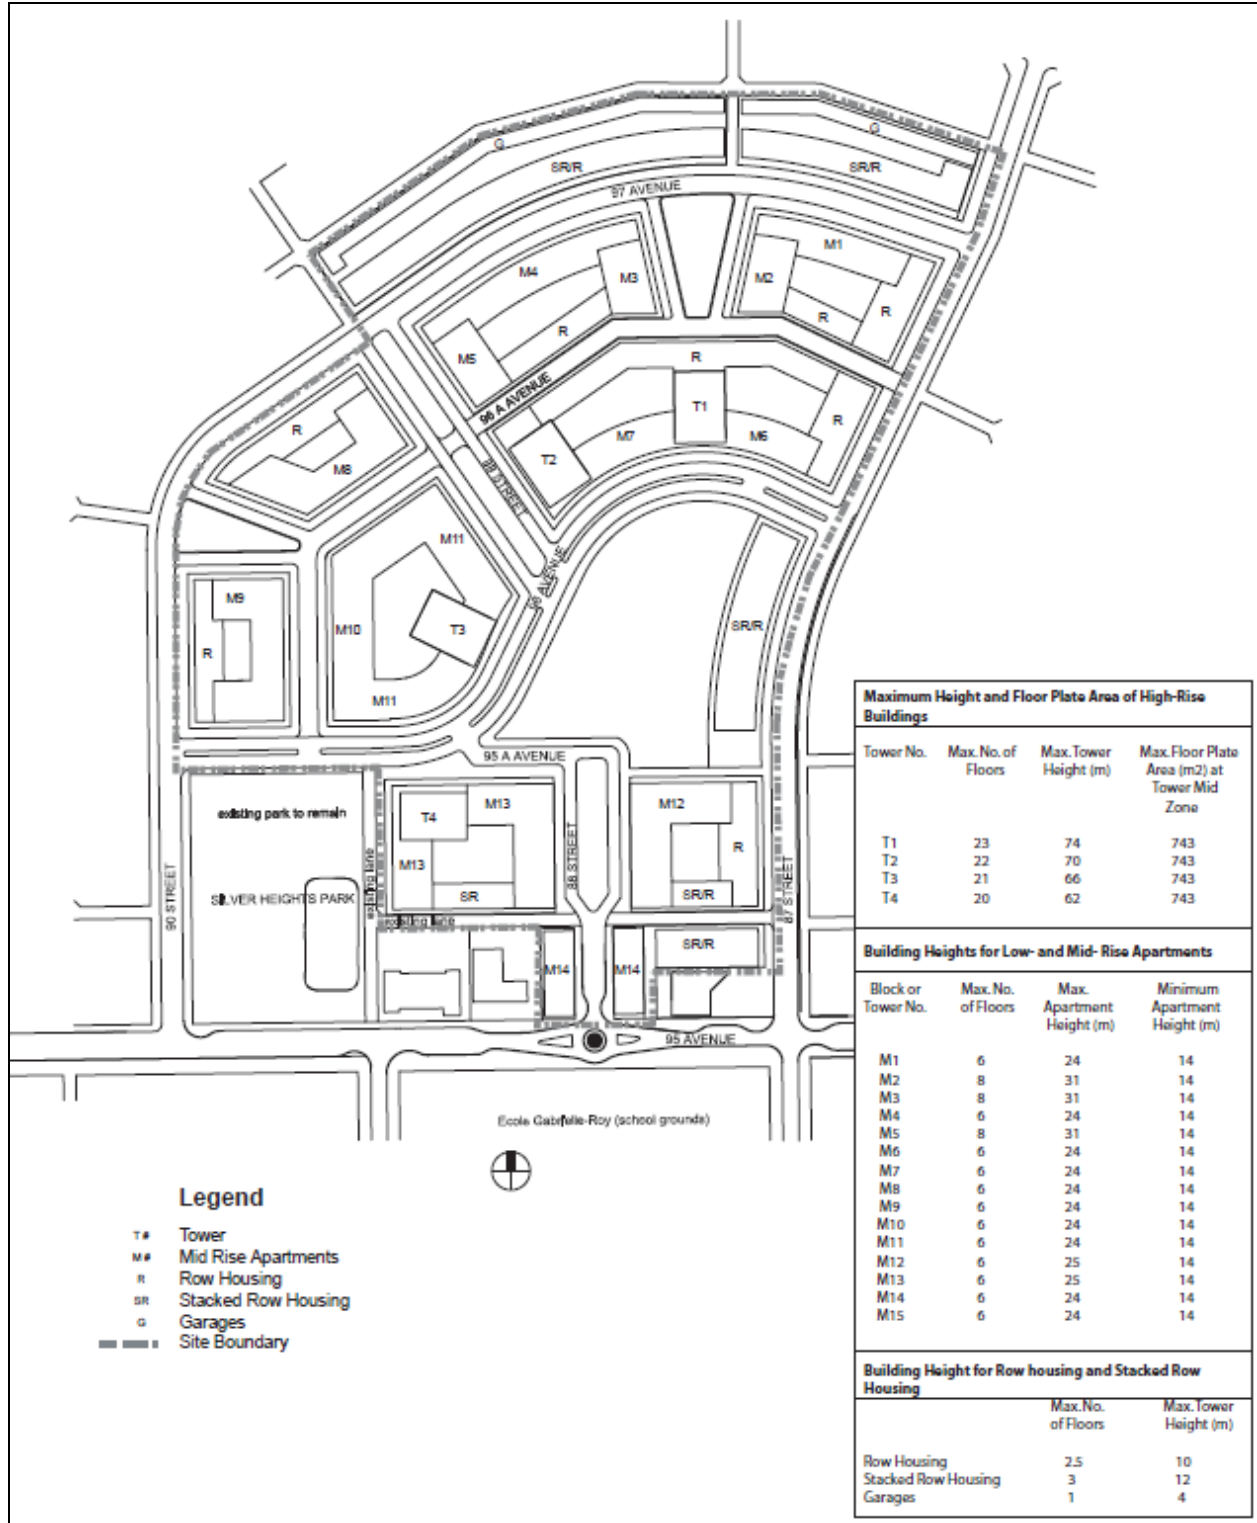 G
G
SR/R
SR/R
97 AVENUE
M1
M4
M3
M2
R
R
R
M5
R
96 A AVENUE
T1
R
R
M7
M6
M8
T2
88 STREET
M11
96 AVENUE
M9
M10
T3
SR/R
R
M11
95 A AVENUE
existing park to remain
T4
M13
M12
88 STREET
R
M13
existing lane
SILVER HEIGHTS PARK
SR
SR/R
90 STREET
87 STREET
existing lane
M14
M14
SR/R
95 AVENUE
Ecole Gabrielle-Roy (school grounds)
Legend
T# Tower
M# Mid Rise Apartments
R Row Housing
SR Stacked Row Housing
G Garages
Site Boundary
Maximum Height and Floor Plate Area of High-Rise
Buildings
Tower No. Max. No. of Max. Tower Max. Floor Plate
Floors Height (m) Area (m2) at
Tower Mid
Zone
T1 23 74 743
T2 22 70 743
T3 21 66 743
T4 20 62 743
Building Heights for Low- and Mid- Rise Apartments
Block or Max. No. Max. Minimum
Tower No. of Floors Apartment Apartment
Height (m) Height (m)
M1 6 24 14
M2 8 31 14
M3 8 31 14
M4 6 24 14
M5 8 31 14
M6 6 24 14
M7 6 24 14
M8 6 24 14
M9 6 24 14
M10 6 24 14
M11 6 24 14
M12 6 25 14
M13 6 25 14
M14 6 24 14
M15 6 24 14
Building Height for Row housing and Stacked Row
Housing
Max. No. Max. Tower
of Floors Height (m)
Row Housing 2.5 10
Stacked Row Housing 3 12
Garages 1 4